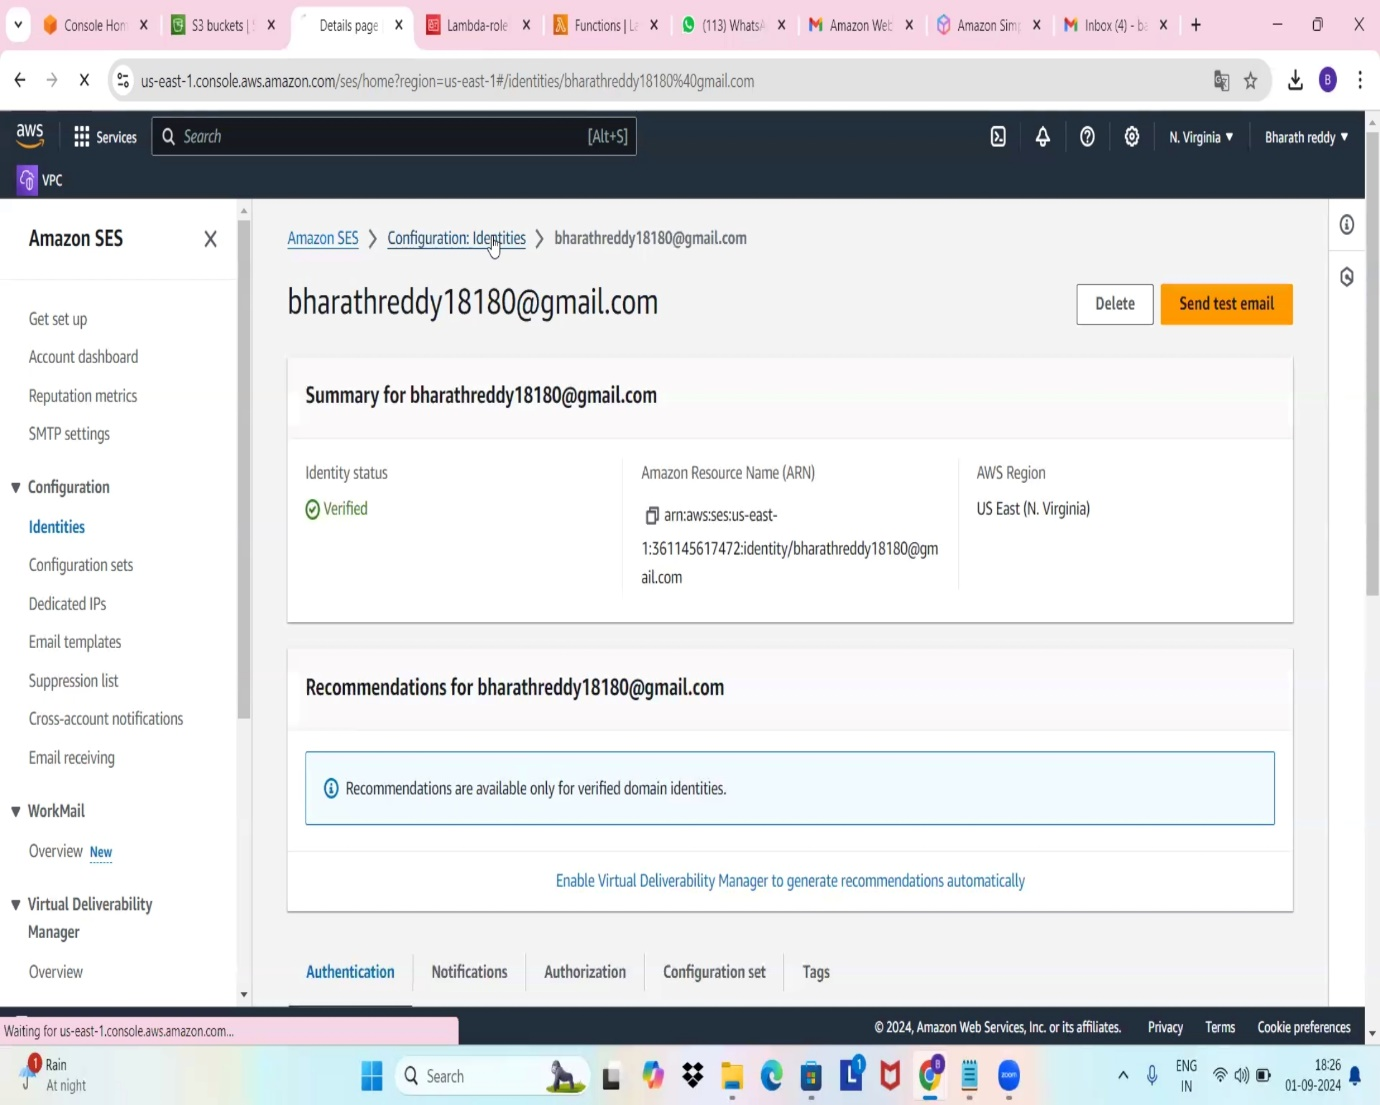 Console Hom
S3 buckets |
Details page
Lambda-role
Functions | La
(113) WhatsA
Amazon Web
Amazon Simp
Inbox (4) - ba
us-east-1.console.aws.amazon.com/ses/home?region=us-east-1#/identities/bharathreddy18180%40gmail.com
B
aws
Services
Search
[Alt+S]
N. Virginia ▼
Bharath reddy ▼
VPC
Amazon SES
Get set up
Account dashboard
Reputation metrics
SMTP settings
Configuration
Identities
Configuration sets
Dedicated IPs
Email templates
Suppression list
Cross-account notifications
Email receiving
WorkMail
Overview New
Virtual Deliverability
Manager
Overview
Amazon SES > Configuration: Identities > bharathreddy18180@gmail.com
bharathreddy18180@gmail.com
Delete
Send test email
Summary for bharathreddy18180@gmail.com
Identity status
Verified
Amazon Resource Name (ARN)
arn:aws:ses:us-east-
1:361145617472:identity/bharathreddy18180@gm
ail.com
AWS Region
US East (N. Virginia)
Recommendations for bharathreddy18180@gmail.com
Recommendations are available only for verified domain identities.
Enable Virtual Deliverability Manager to generate recommendations automatically
Authentication
Notifications
Authorization
Configuration set
Tags
Waiting for us-east-1.console.aws.amazon.com...
© 2024, Amazon Web Services, Inc. or its affiliates.
Privacy
Terms
Cookie preferences
1
Rain
At night
Search
1
B
zoom
ENG
IN
18:26
01-09-2024